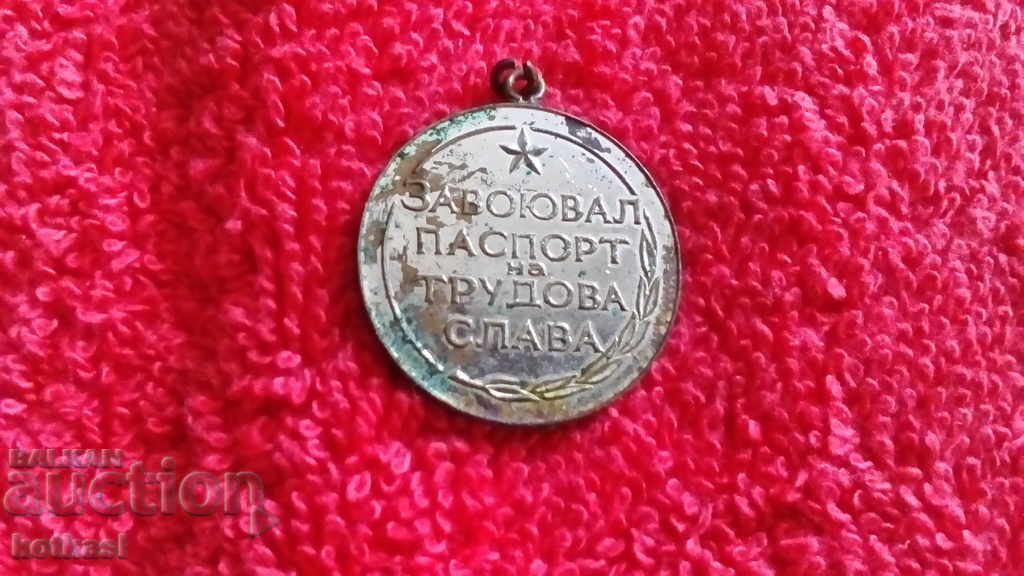 ЗАВОЮВАЛ
ПАСПОРТ
на
ТРУДОВА
СЛАВА
BALKAN
auction
kotkasl